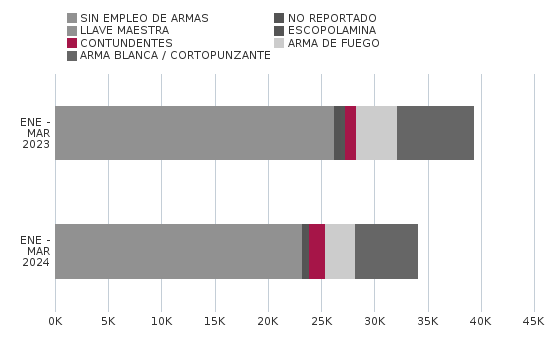 SIN EMPLEO DE ARMAS
LLAVE MAESTRA
CONTUNDENTES
ARMA BLANCA / CORTOPUNZANTE
NO REPORTADO
ESCOPOLAMINA
ARMA DE FUEGO
ENE -
MAR
2023
ENE -
MAR
2024
0K 5K 10K 15K 20K 25K 30K 35K 40K 45K